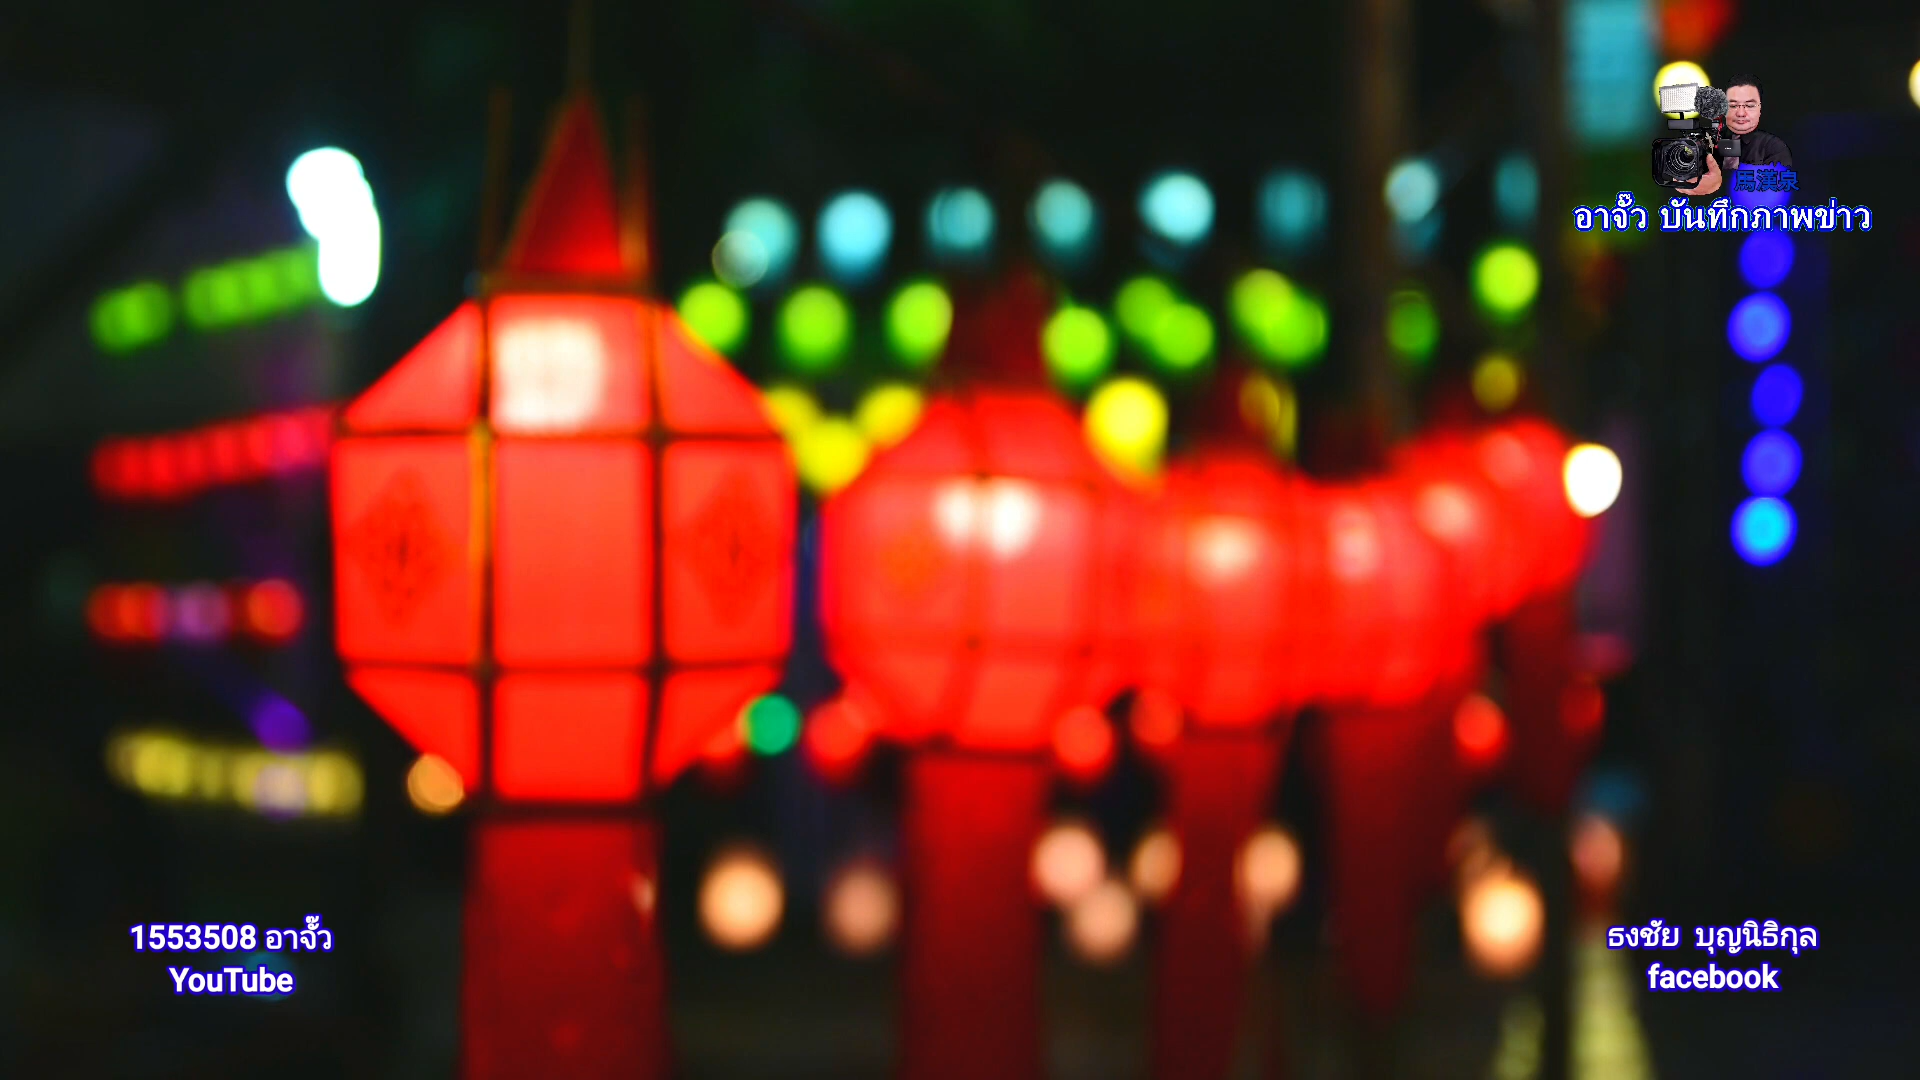 馬漢泉
อาจั๊ว บันทึกภาพข่าว
1553508 อาจั๊ว
YouTube
ธงชัย บุญนิธิกุล
facebook